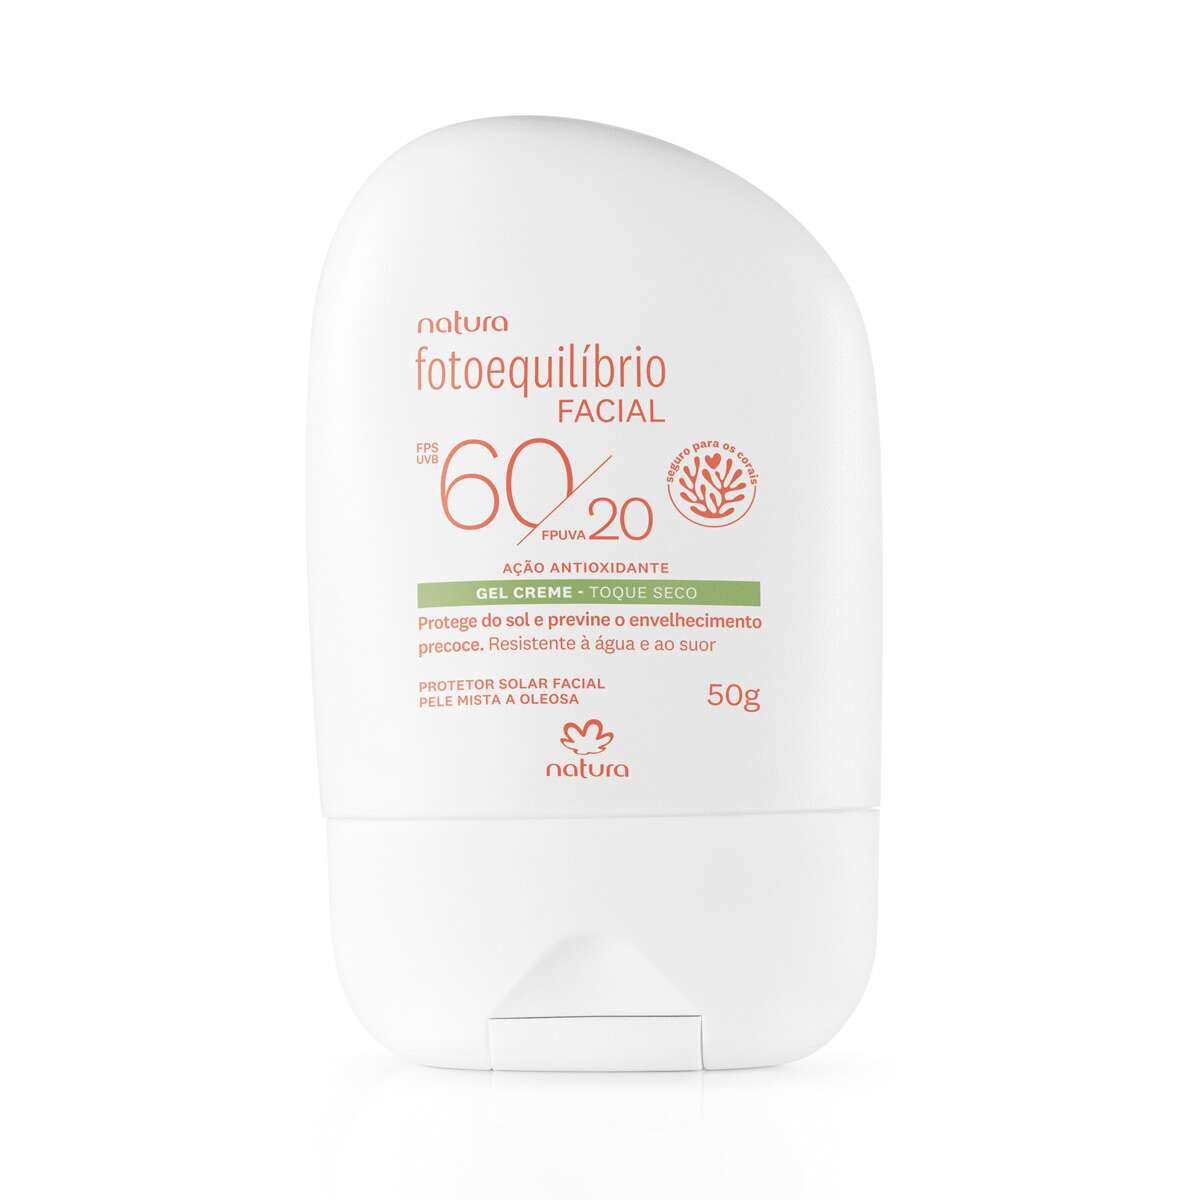 natura
fotoequilíbrio
FACIAL
FPS
UVB
60/20
FPUVA
seguro para os corais
AÇÃO ANTIOXIDANTE
GEL CREME - TOQUE SECO
Protege do sol e previne o envelhecimento
precoce. Resistente à água e ao suor
PROTETOR SOLAR FACIAL
PELE MISTA A OLEOSA
50g
natura